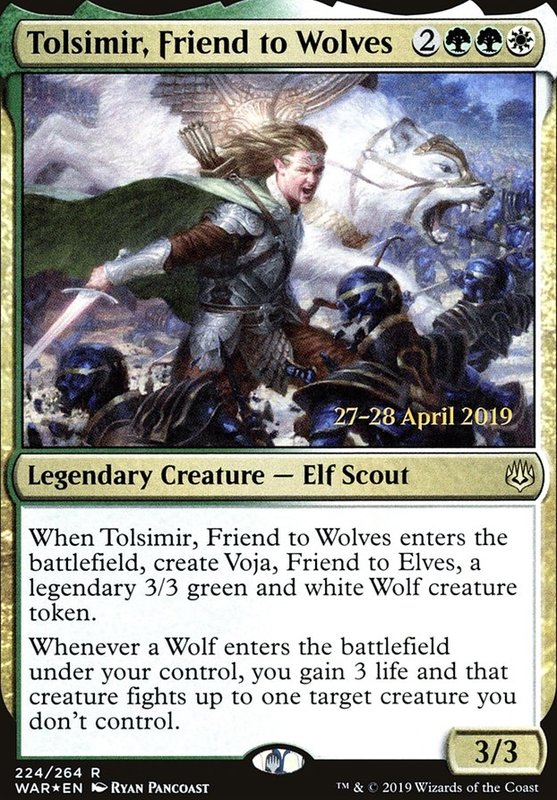 Tolsimir, Friend to Wolves 2
27-28 April 2019
Legendary Creature — Elf Scout
When Tolsimir, Friend to Wolves enters the
battlefield, create Voja, Friend to Elves, a
legendary 3/3 green and white Wolf creature
token.
Whenever a Wolf enters the battlefield
under your control, you gain 3 life and that
creature fights up to one target creature you
don't control.
3/3
224/264 R
WAR★EN Ryan Pancoast
™ & © 2019 Wizards of the Coast